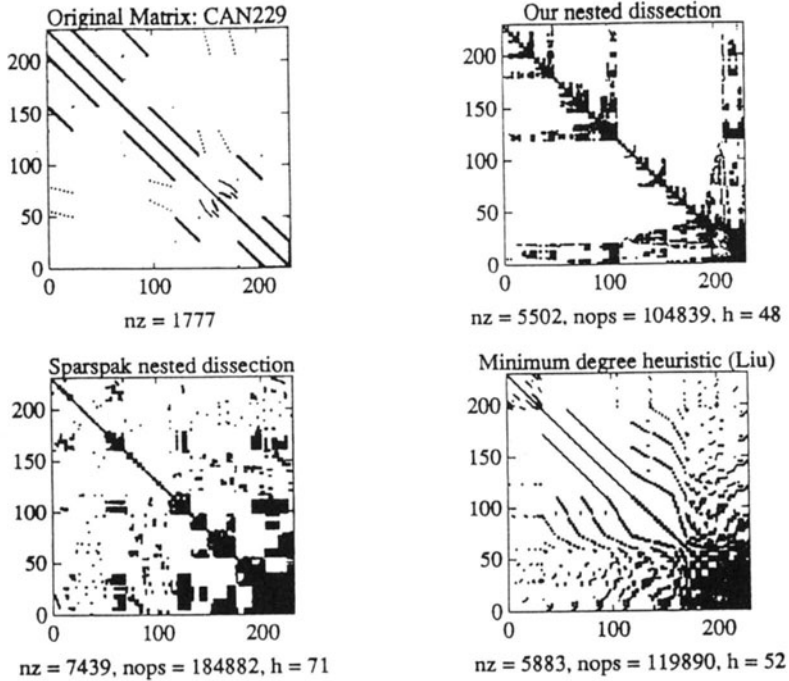 Original Matrix: CAN229
200
150
100
50
0
0 100 200
nz = 1777
Our nested dissection
200
150
100
50
0
0 100 200
nz = 5502, nops = 104839, h = 48
Sparspak nested dissection
200
150
100
50
0
0 100 200
nz = 7439, nops = 184882, h = 71
Minimum degree heuristic (Liu)
200
150
100
50
0
0 100 200
nz = 5883, nops = 119890, h = 52